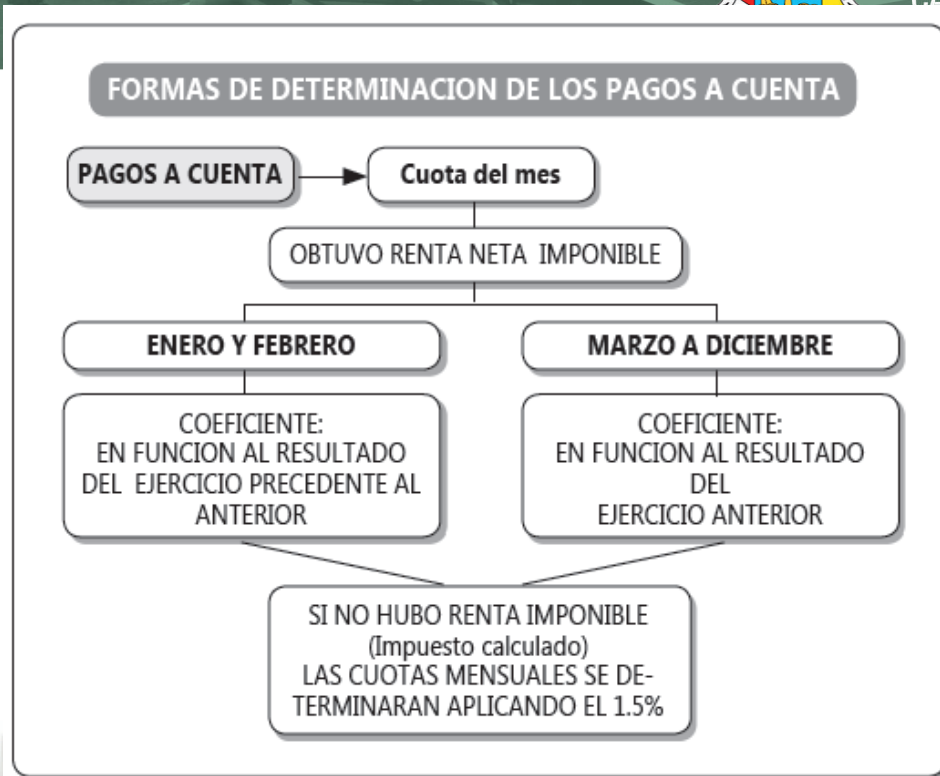 FORMAS DE DETERMINACION DE LOS PAGOS A CUENTA
PAGOS A CUENTA
Cuota del mes
OBTUVO RENTA NETA IMPONIBLE
ENERO Y FEBRERO
COEFICIENTE:
EN FUNCION AL RESULTADO
DEL EJERCICIO PRECEDENTE AL
ANTERIOR
MARZO A DICIEMBRE
COEFICIENTE:
EN FUNCION AL RESULTADO
DEL
EJERCICIO ANTERIOR
SI NO HUBO RENTA IMPONIBLE
(Impuesto calculado)
LAS CUOTAS MENSUALES SE DE-
TERMINARAN APLICANDO EL 1.5%